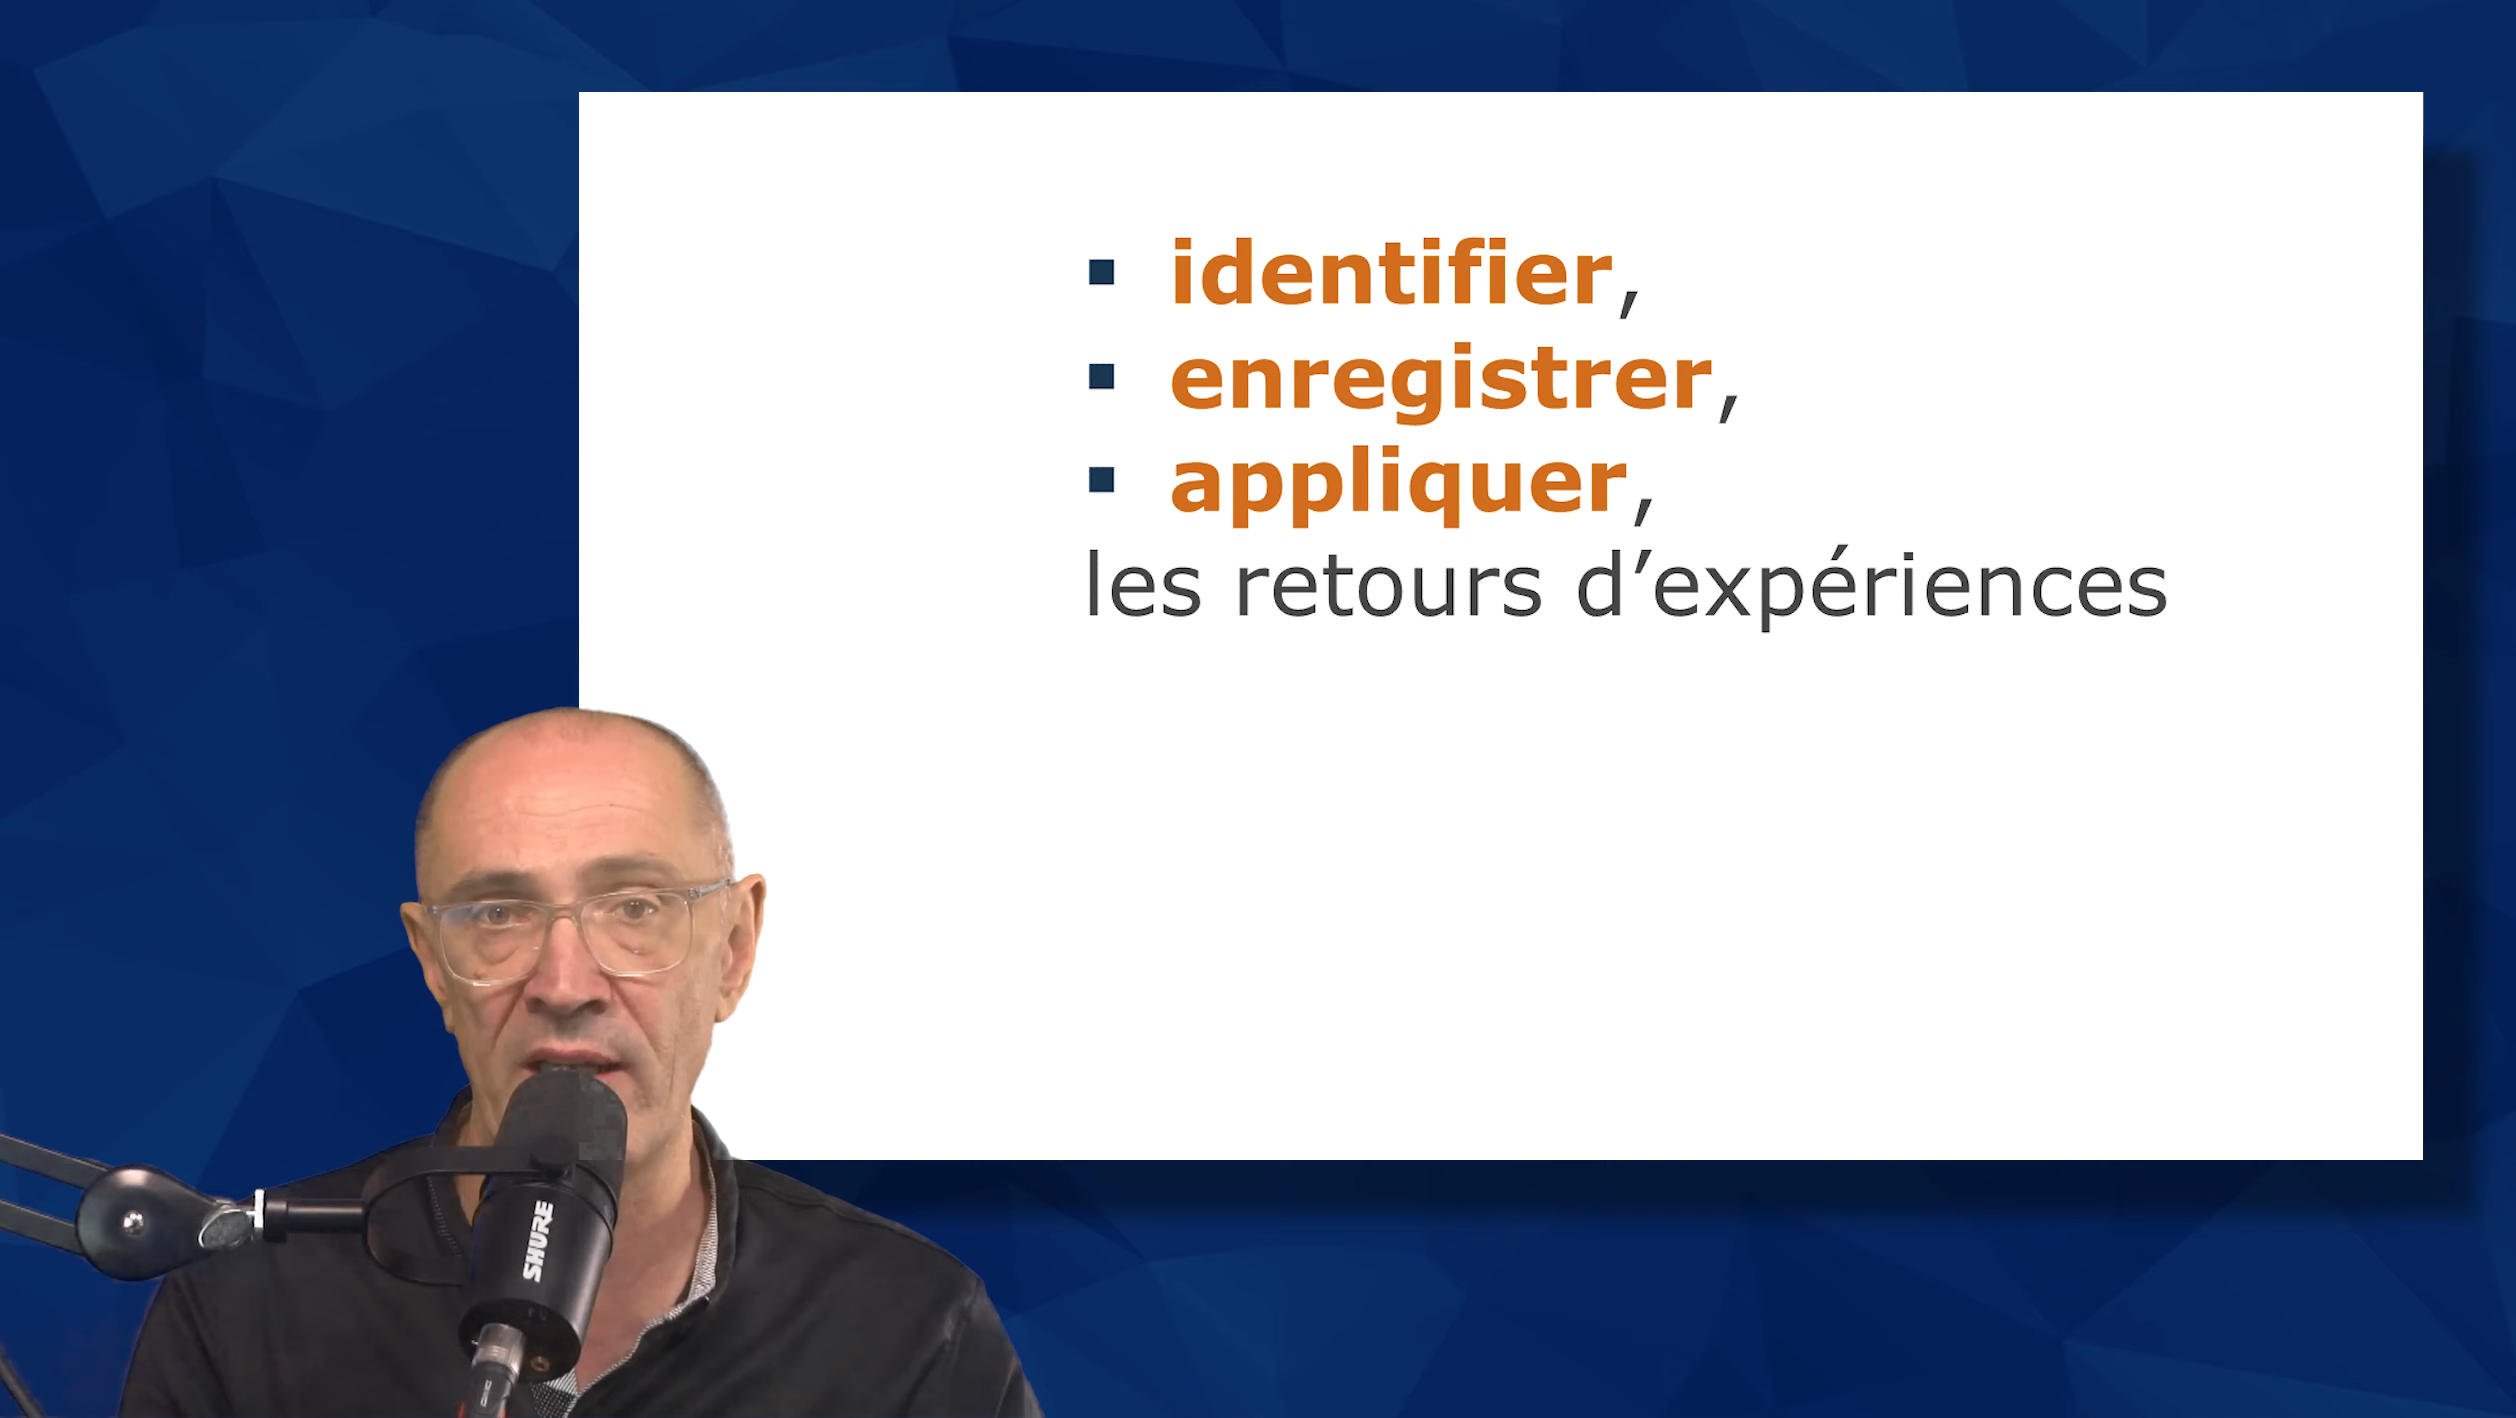 ▪ identifier,
▪ enregistrer,
▪ appliquer,
les retours d’expériences
SHURE